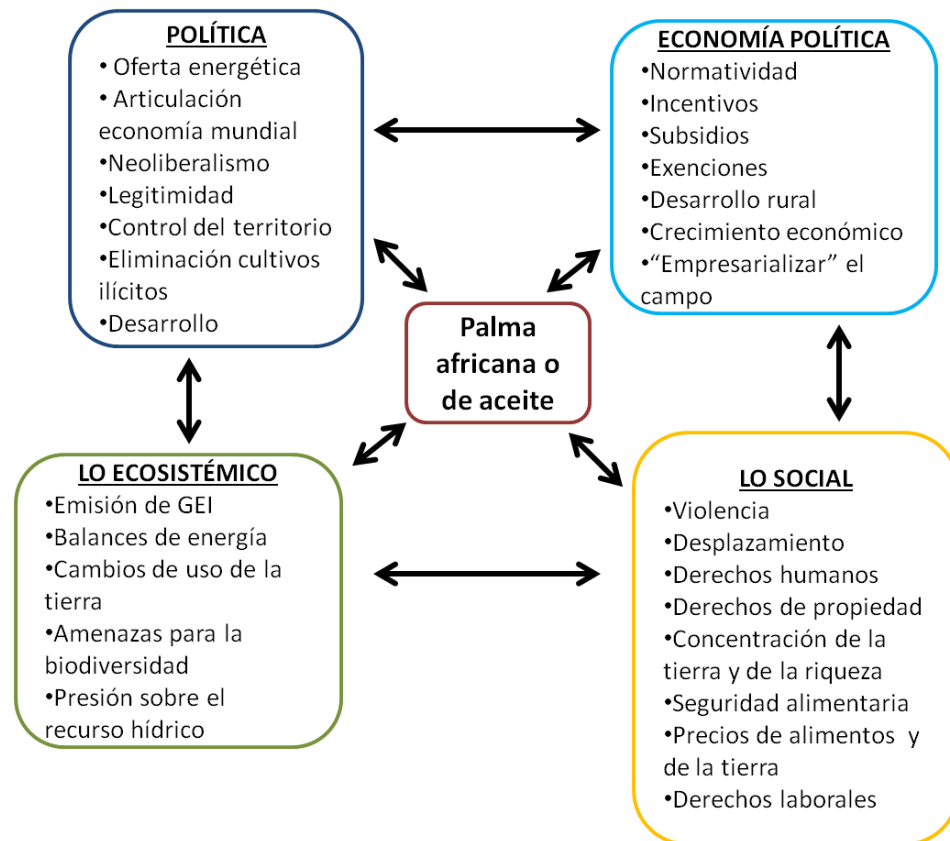 POLÍTICA
• Oferta energética
• Articulación
economía mundial
•Neoliberalismo
•Legitimidad
•Control del territorio
•Eliminación cultivos
ilícitos
•Desarrollo
ECONOMÍA POLÍTICA
•Normatividad
•Incentivos
•Subsidios
•Exenciones
•Desarrollo rural
•Crecimiento económico
•“Empresarializar” el
campo
Palma
africana o
de aceite
LO ECOSISTÉMICO
•Emisión de GEI
•Balances de energía
•Cambios de uso de la
tierra
•Amenazas para la
biodiversidad
•Presión sobre el
recurso hídrico
LO SOCIAL
•Violencia
•Desplazamiento
•Derechos humanos
•Derechos de propiedad
•Concentración de la
tierra y de la riqueza
•Seguridad alimentaria
•Precios de alimentos y
de la tierra
•Derechos laborales